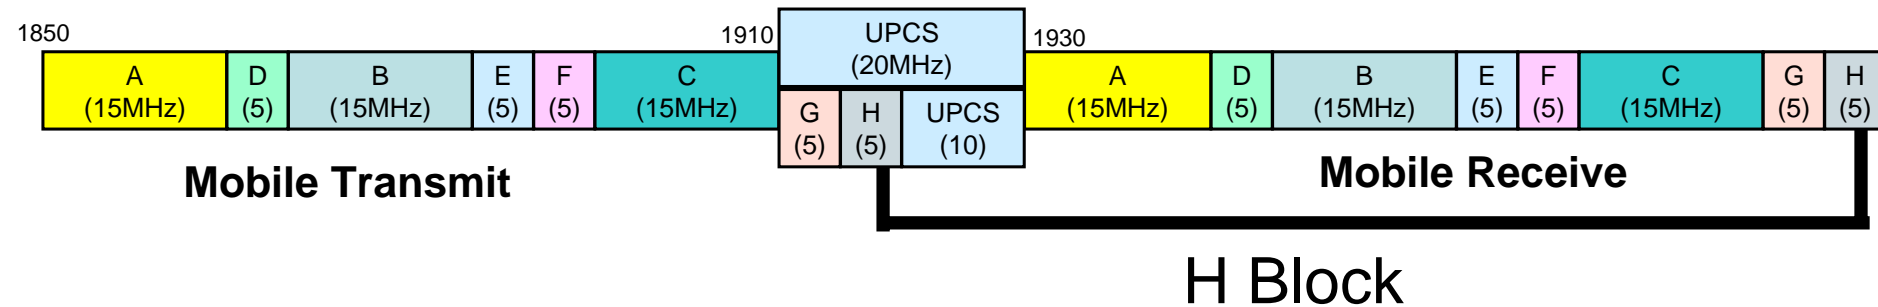 1850
A
(15MHz)
D
(5)
B
(15MHz)
E
(5)
F
(5)
C
(15MHz)
1910
UPCS
(20MHz)
G
(5)
H
(5)
UPCS
(10)
1930
A
(15MHz)
D
(5)
B
(15MHz)
E
(5)
F
(5)
C
(15MHz)
G
(5)
H
(5)
Mobile Transmit
Mobile Receive
H Block